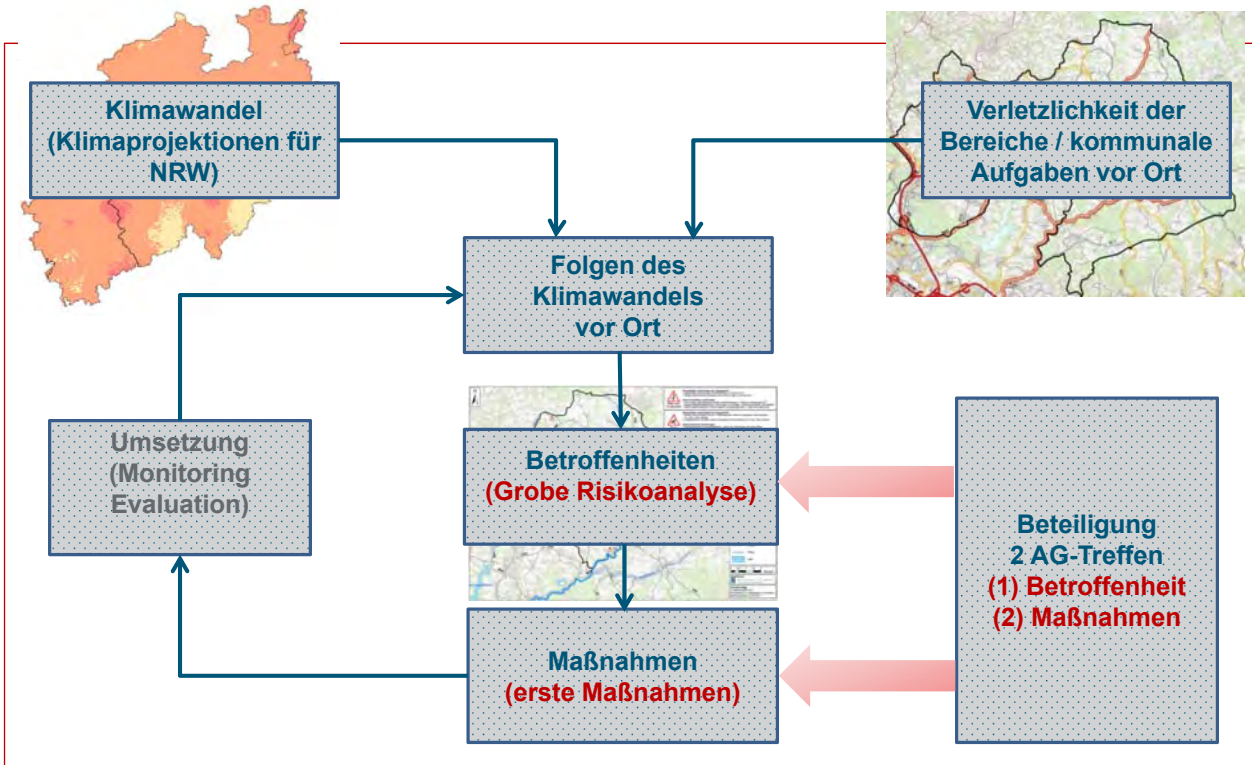 Klimawandel
(Klimaprojektionen für
NRW)
Verletzlichkeit der
Bereiche / kommunale
Aufgaben vor Ort
Folgen des
Klimawandels
vor Ort
Umsetzung
(Monitoring
Evaluation)
Betroffenheiten
(Grobe Risikoanalyse)
Beteiligung
2 AG-Treffen
(1) Betroffenheit
(2) Maßnahmen
Maßnahmen
(erste Maßnahmen)